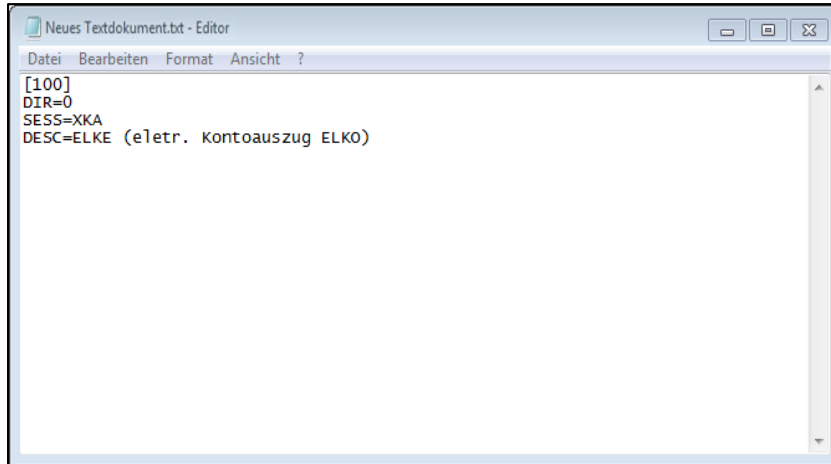 Neues Textdokument.txt - Editor
Datei Bearbeiten Format Ansicht ?
[100]
DIR=0
SESS=XKA
DESC=ELKE (eletr. Kontoauszug ELKO)